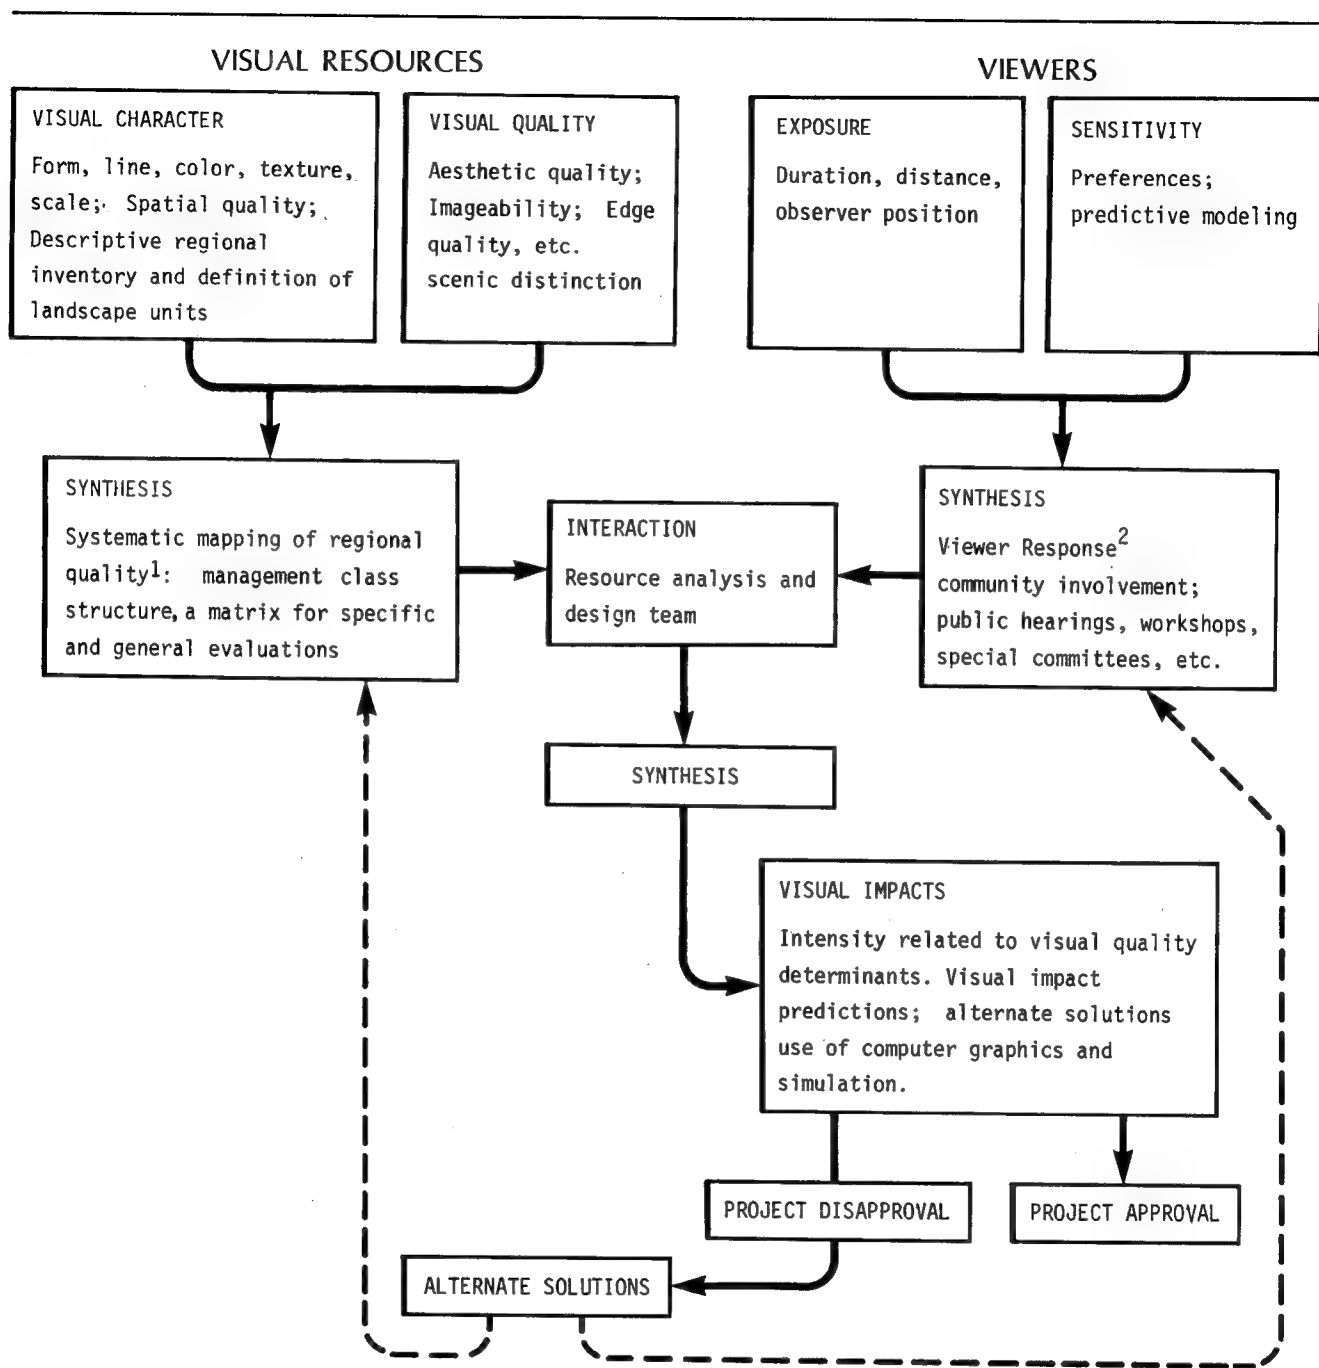 VISUAL RESOURCES
VISUAL CHARACTER
Form, line, color, texture,
scale; Spatial quality;
Descriptive regional
inventory and definition of
landscape units
VISUAL QUALITY
Aesthetic quality;
Imageability; Edge
quality, etc.
scenic distinction
VIEWERS
EXPOSURE
Duration, distance,
observer position
SENSITIVITY
Preferences;
predictive modeling
SYNTHESIS
Systematic mapping of regional
quality1: management class
structure, a matrix for specific
and general evaluations
INTERACTION
Resource analysis and
design team
SYNTHESIS
Viewer Response2
community involvement;
public hearings, workshops,
special committees, etc.
SYNTHESIS
VISUAL IMPACTS
Intensity related to visual quality
determinants. Visual impact
predictions; alternate solutions
use of computer graphics and
simulation.
PROJECT DISAPPROVAL
PROJECT APPROVAL
ALTERNATE SOLUTIONS